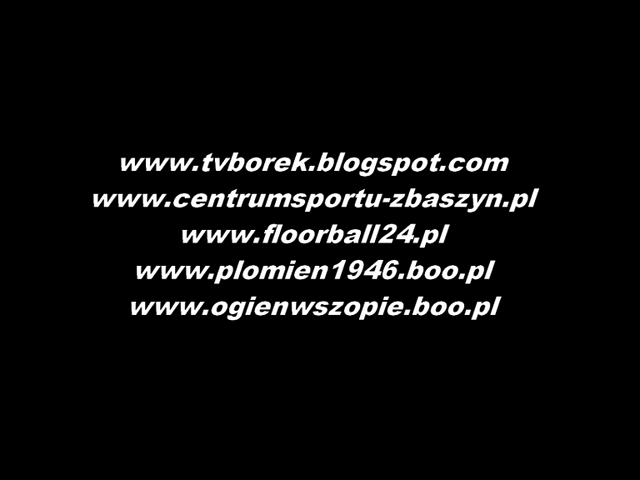 www.tvborek.blogspot.com
www.centrumsportu-zbaszyn.pl
www.floorball24.pl
www.plomien1946.boo.pl
www.ogienwszopie.boo.pl